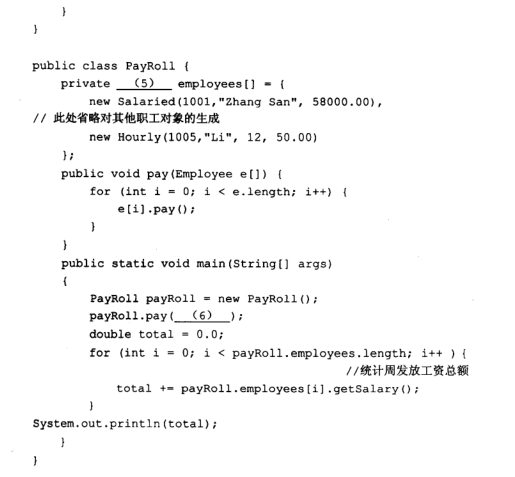 }
}
public class PayRoll {
private （5） employees[] = {
new Salaried(1001,"Zhang San", 58000.00),
// 此处省略对其他职工对象的生成
new Hourly(1005,"Li", 12, 50.00)
};
public void pay(Employee e[]) {
for (int i = 0; i < e.length; i++) {
e[i].pay();
}
}
public static void main(String[] args)
{
PayRoll payRoll = new PayRoll();
payRoll.pay(（6）);
double total = 0.0;
for (int i = 0; i < payRoll.employees.length; i++ ) {
//统计周发放工资总额
total += payRoll.employees[i].getSalary();
}
System.out.println(total);
}
}